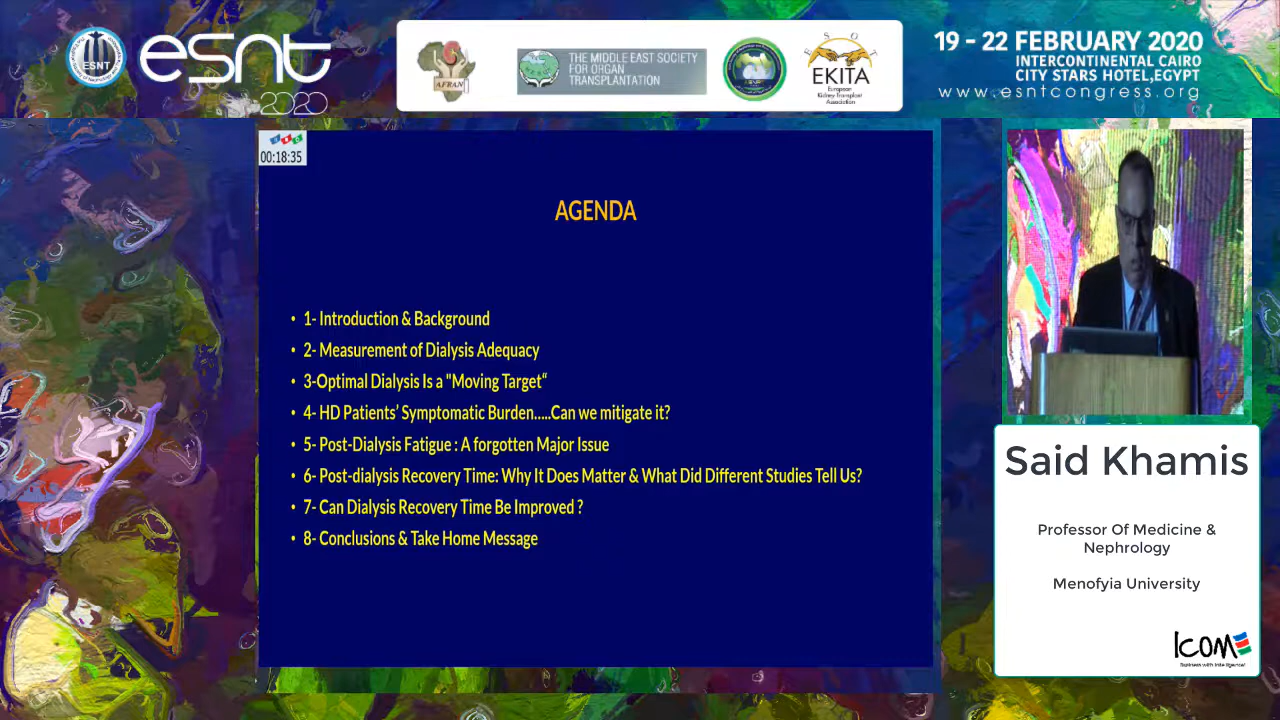 ESNT
esnt
2020
AFRAN
THE MIDDLE EAST SOCIETY
FOR ORGAN
TRANSPLANTATION
ESOT
EKITA
European
Kidney Transplant
Association
19 - 22 FEBRUARY 2020
INTERCONTINENTAL CAIRO
CITY STARS HOTEL,EGYPT
www.esntcongress.org
00:18:35
AGENDA
• 1- Introduction & Background
• 2- Measurement of Dialysis Adequacy
• 3-Optimal Dialysis Is a "Moving Target“
• 4- HD Patients’ Symptomatic Burden.....Can we mitigate it?
• 5- Post-Dialysis Fatigue : A forgotten Major Issue
• 6- Post-dialysis Recovery Time: Why It Does Matter & What Did Different Studies Tell Us?
• 7- Can Dialysis Recovery Time Be Improved ?
• 8- Conclusions & Take Home Message
Said Khamis
Professor Of Medicine &
Nephrology
Menofyia University
ICOM
Business with Intelligence!